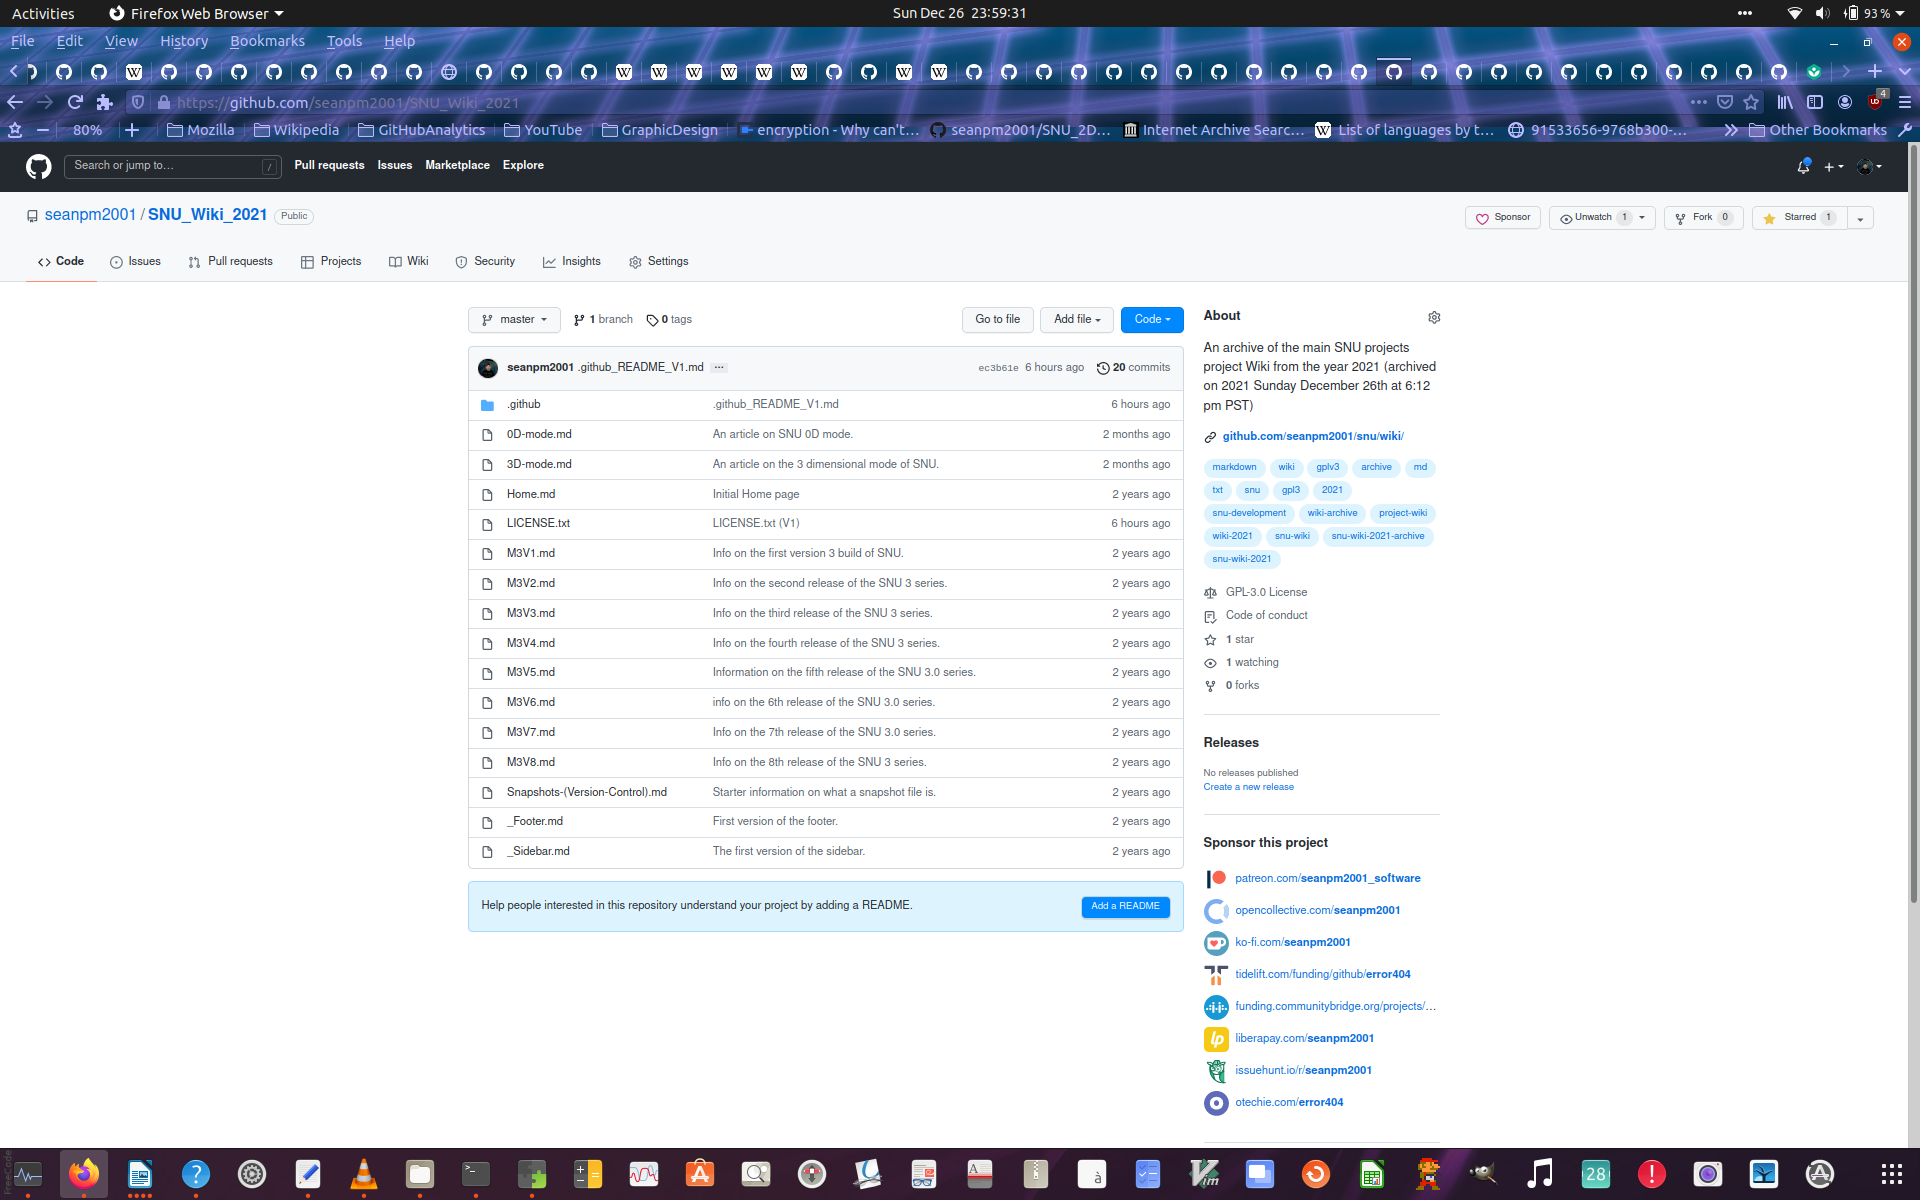 Activities
Firefox Web Browser
Sun Dec 26  23:59:31
93 %
File Edit View History Bookmarks Tools Help
https://github.com/seanpm2001/SNU_Wiki_2021
4
80%
Mozilla
Wikipedia
GitHubAnalytics
YouTube
GraphicDesign
encryption - Why can't…
seanpm2001/SNU_2D…
Internet Archive Searc…
List of languages by t…
91533656-9768b300-…
Other Bookmarks
Search or jump to…
/
Pull requests Issues Marketplace Explore
seanpm2001 / SNU_Wiki_2021 Public
Sponsor
Unwatch 1
Fork 0
Starred 1
Code Issues Pull requests Projects Wiki Security Insights Settings
master 1 branch 0 tags
Go to file Add file Code
seanpm2001 .github_README_V1.md … ec3b61e 6 hours ago 20 commits
.github .github_README_V1.md 6 hours ago
0D-mode.md An article on SNU 0D mode. 2 months ago
3D-mode.md An article on the 3 dimensional mode of SNU. 2 months ago
Home.md Initial Home page 2 years ago
LICENSE.txt LICENSE.txt (V1) 6 hours ago
M3V1.md Info on the first version 3 build of SNU. 2 years ago
M3V2.md Info on the second release of the SNU 3 series. 2 years ago
M3V3.md Info on the third release of the SNU 3 series. 2 years ago
M3V4.md Info on the fourth release of the SNU 3 series. 2 years ago
M3V5.md Information on the fifth release of the SNU 3.0 series. 2 years ago
M3V6.md info on the 6th release of the SNU 3.0 series. 2 years ago
M3V7.md Info on the 7th release of the SNU 3.0 series. 2 years ago
M3V8.md Info on the 8th release of the SNU 3 series. 2 years ago
Snapshots-(Version-Control).md Starter information on what a snapshot file is. 2 years ago
_Footer.md First version of the footer. 2 years ago
_Sidebar.md The first version of the sidebar. 2 years ago
Help people interested in this repository understand your project by adding a README.
Add a README
About
An archive of the main SNU projects
project Wiki from the year 2021 (archived
on 2021 Sunday December 26th at 6:12
pm PST)
github.com/seanpm2001/snu/wiki/
markdown wiki gplv3 archive md
txt snu gpl3 2021
snu-development wiki-archive project-wiki
wiki-2021 snu-wiki snu-wiki-2021-archive
snu-wiki-2021
GPL-3.0 License
Code of conduct
1 star
1 watching
0 forks
Releases
No releases published
Create a new release
Sponsor this project
patreon.com/seanpm2001_software
opencollective.com/seanpm2001
ko-fi.com/seanpm2001
tidelift.com/funding/github/error404
funding.communitybridge.org/projects/…
liberapay.com/seanpm2001
issuehunt.io/r/seanpm2001
otechie.com/error404
28